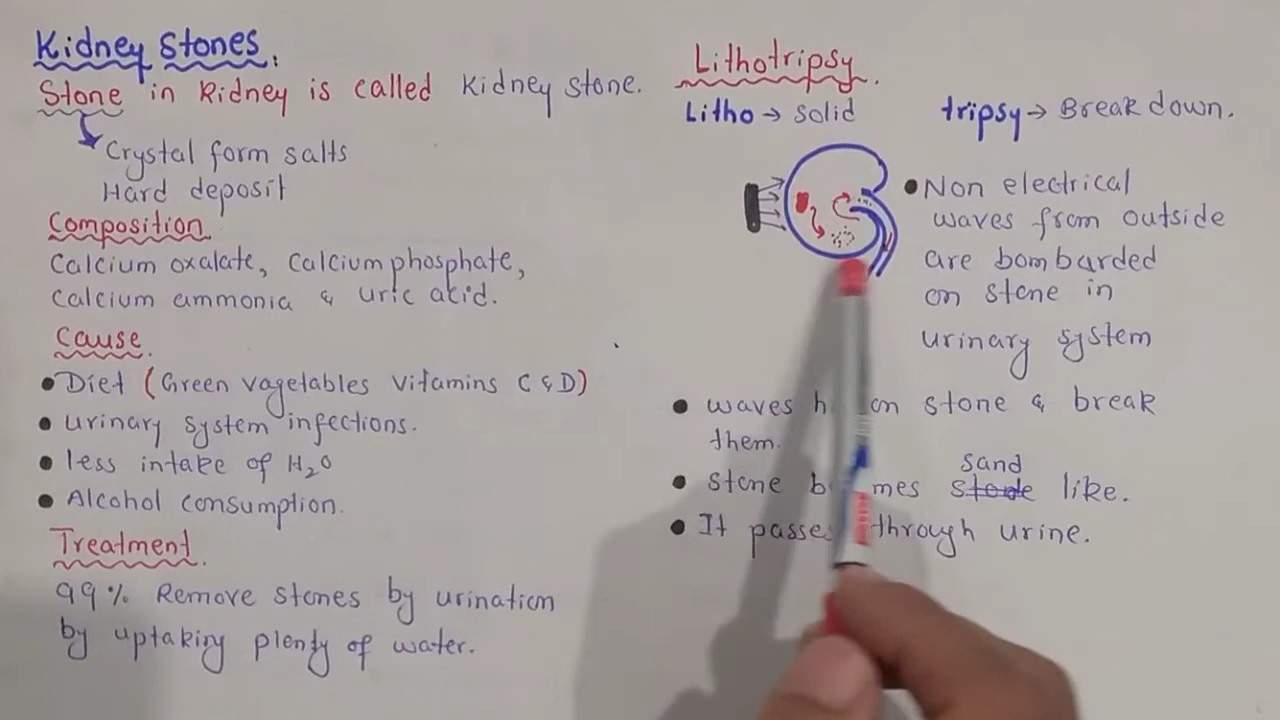 Kidney Stones.
Stone in Kidney is called Kidney stone.
Crystal form salts
Hard deposit
Composition
Calcium oxalate, Calcium phosphate,
Calcium ammonia & Uric acid.
Cause.
• Diet (Green vagetables Vitamins C & D)
• Urinary system infections.
• less intake of H2O
• Alcohol consumption.
Treatment.
99% Remove stones by urination
by uptaking plenty of water.
Lithotripsy.
Litho → solid tripsy → Break down.
• Non electrical
waves from outside
are bombarded
on stone in
urinary system
• waves on stone & break
them.
sand
• Stone like.
• It through urine.